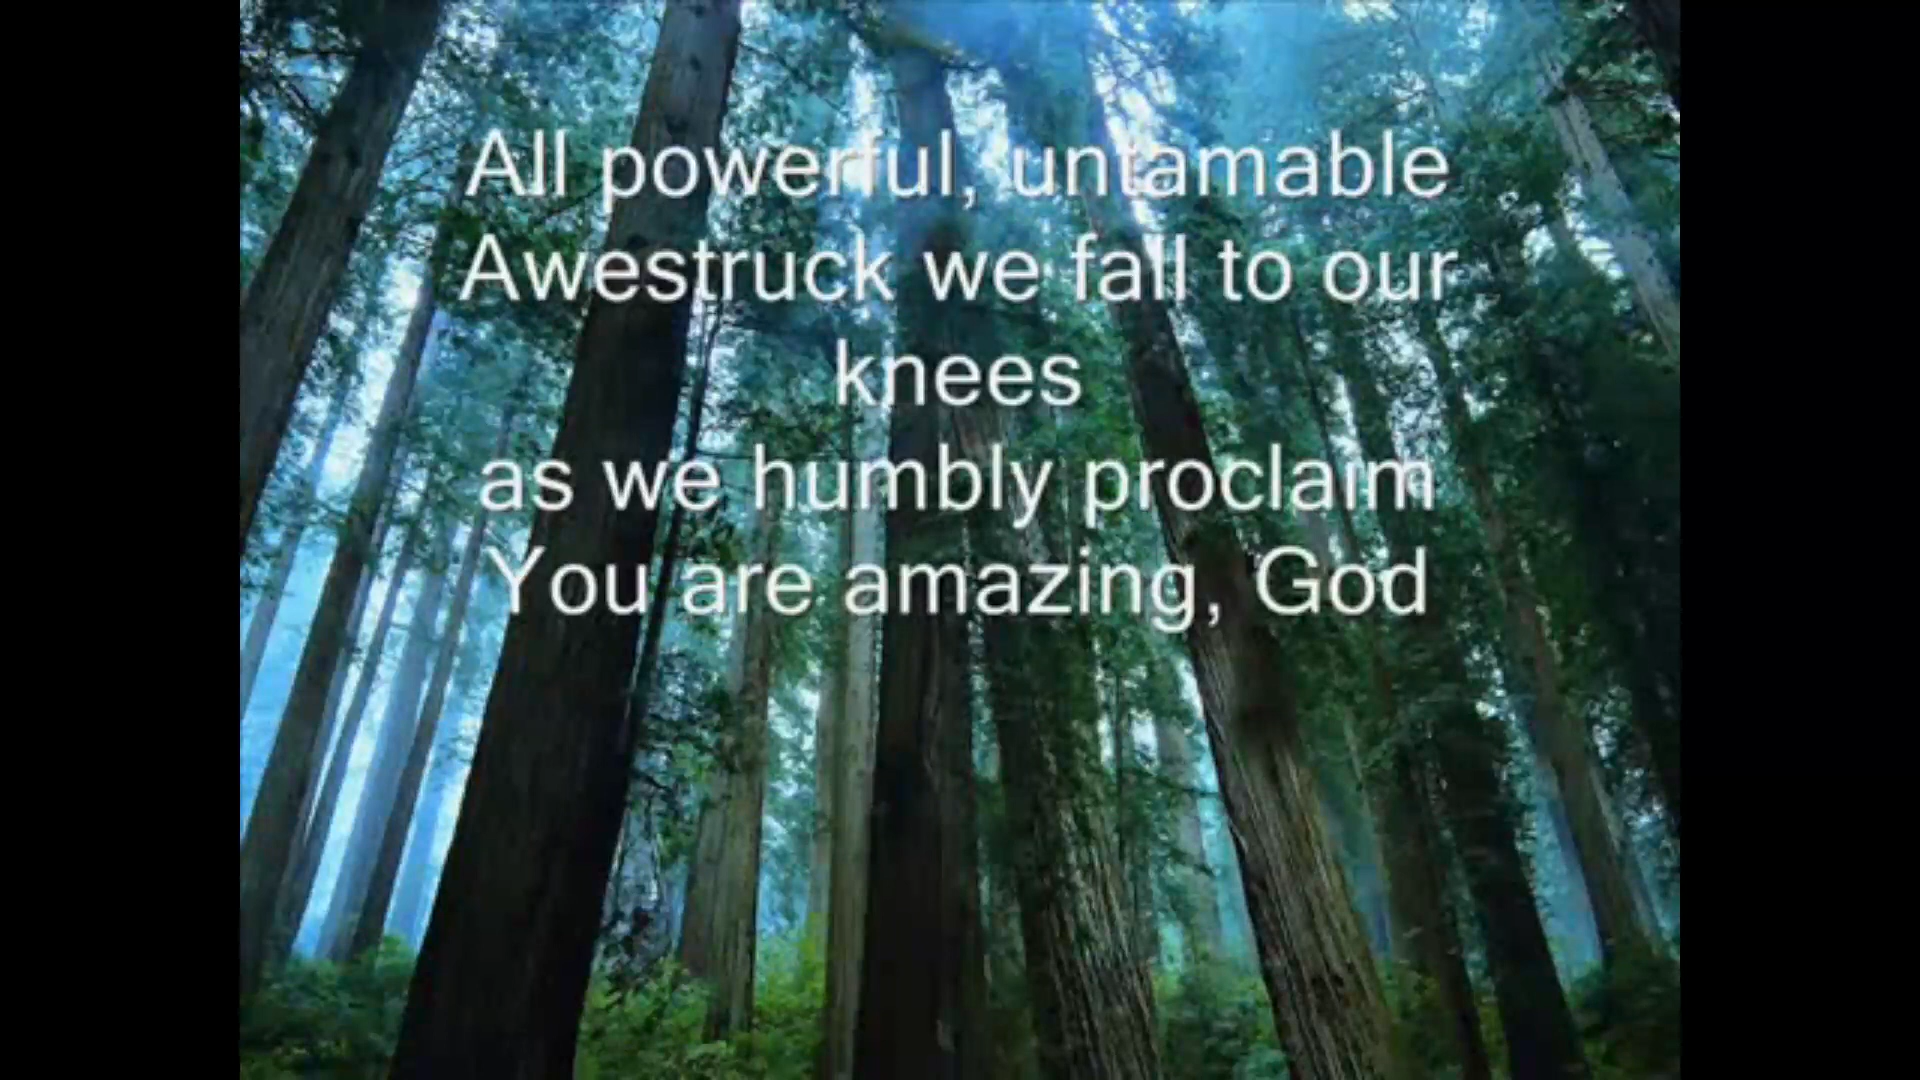 All powerful, untamable
Awestruck we fall to our
knees
as we humbly proclaim
You are amazing, God